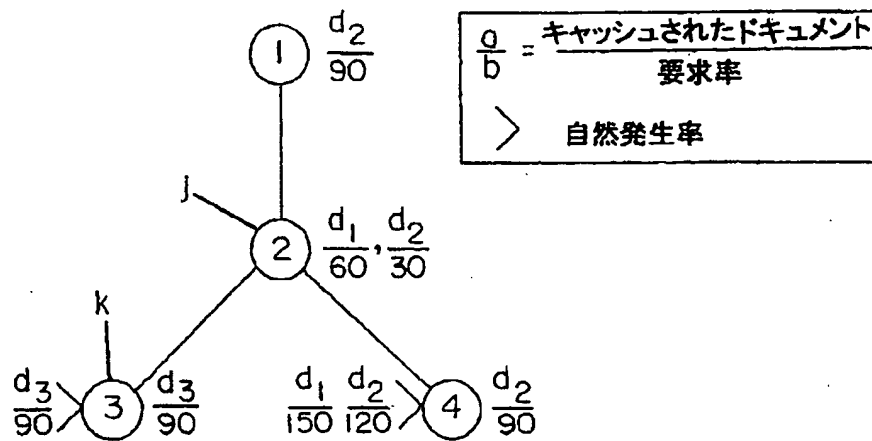 1 d2/90
a/b = キャッシュされたドキュメント/要求率
> 自然発生率
j
2 d1/60, d2/30
k
d3/90 3 d3/90
d1/150 d2/120 4 d2/90